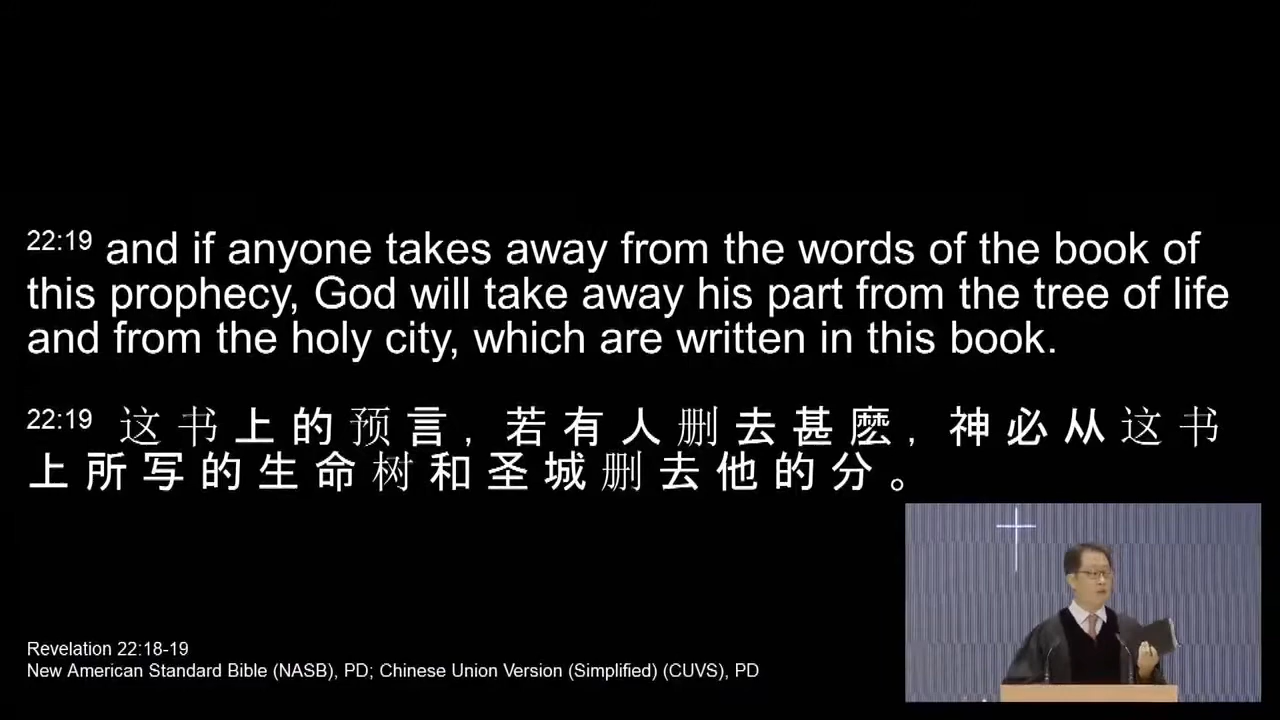 22:19 and if anyone takes away from the words of the book of
this prophecy, God will take away his part from the tree of life
and from the holy city, which are written in this book.
22:19 这书上的预言，若有人删去甚麽，神必从这书
上所写的生命树和圣城删去他的分。
Revelation 22:18-19
New American Standard Bible (NASB), PD; Chinese Union Version (Simplified) (CUVS), PD